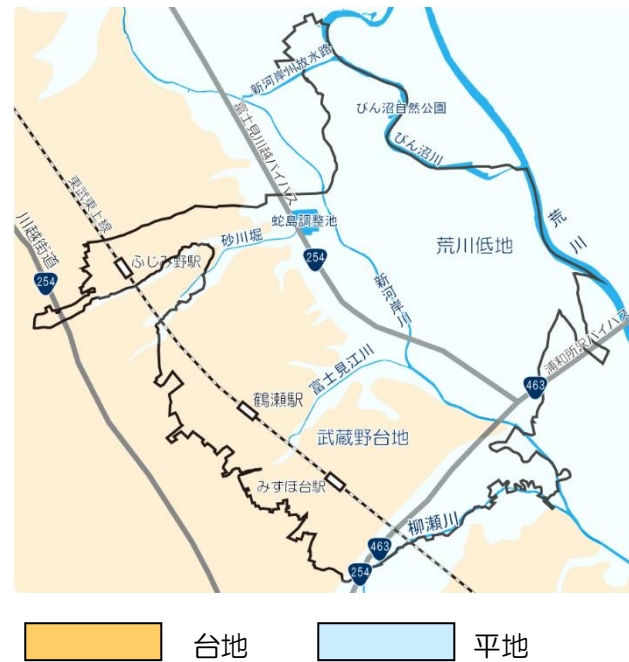 新河岸州放水路
びん沼自然公園
富士見川越バイパス
びん沼川
東武東上線
蛇島調整池
荒川
川越街道
砂川堀
荒川低地
ふじみ野駅
254
254
新河岸川
浦和所沢バイパス
富士見江川
463
鶴瀬駅
武蔵野台地
みずほ台駅
柳瀬川
463
254
台地
平地